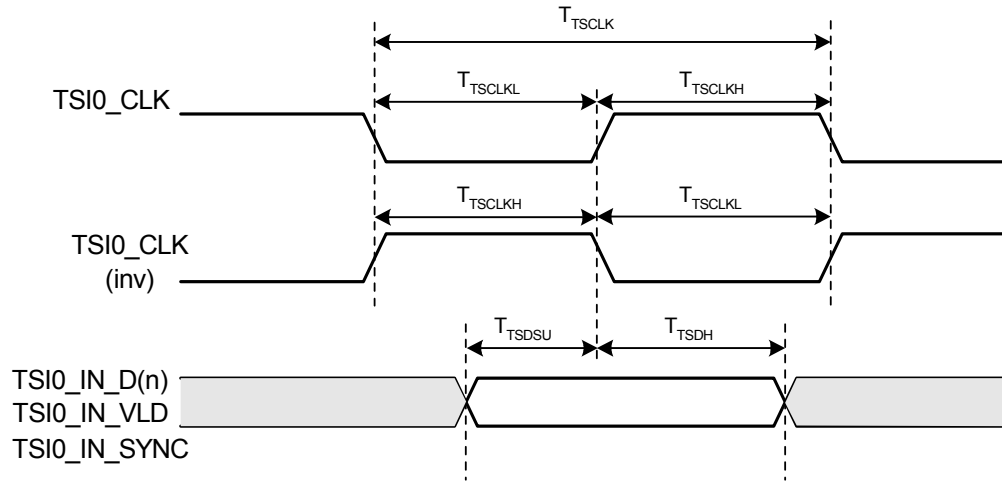 TTSCLK
TTSCLKL
TTSCLKH
TSI0_CLK
TTSCLKH
TTSCLKL
TSI0_CLK
(inv)
TTSDSU
TTSDH
TSI0_IN_D(n)
TSI0_IN_VLD
TSI0_IN_SYNC